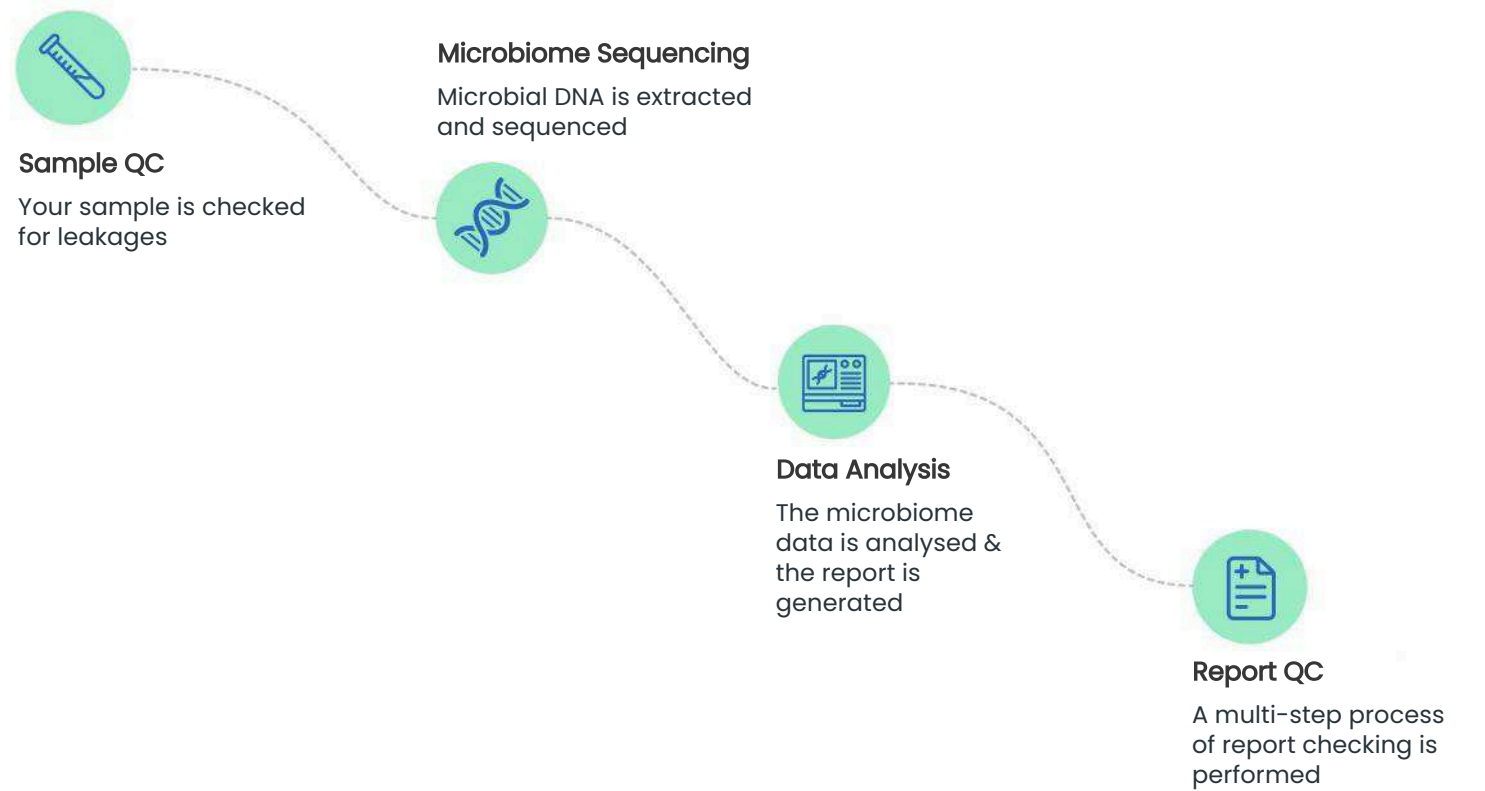 Sample QC
Your sample is checked
for leakages
Microbiome Sequencing
Microbial DNA is extracted
and sequenced
Data Analysis
The microbiome
data is analysed &
the report is
generated
Report QC
A multi-step process
of report checking is
performed